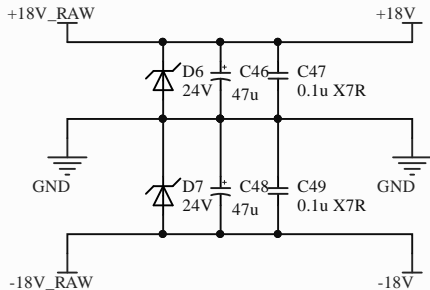 +18V_RAW +18V
D6 C46 C47
24V 47u 0.1u X7R
GND GND
D7 C48 C49
24V 47u 0.1u X7R
-18V_RAW -18V